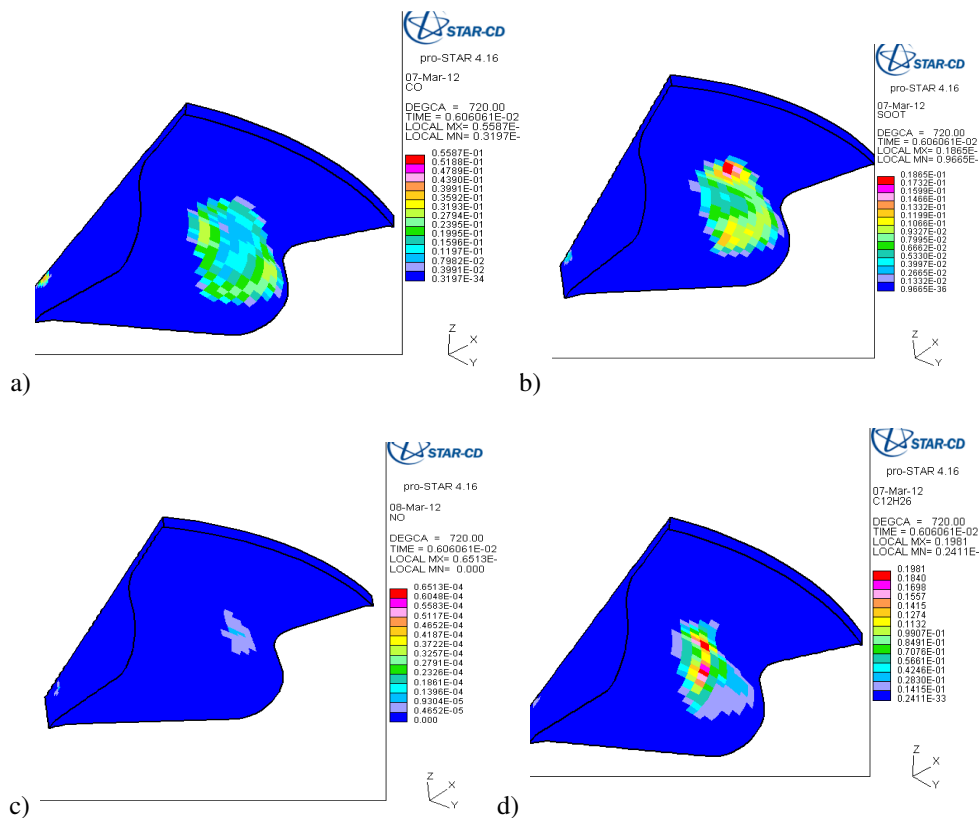 STAR-CD
pro-STAR 4.16
07-Mar-12
CO
DEGCA = 720.00
TIME = 0.606061E-02
LOCAL MX= 0.5587E-
LOCAL MN= 0.3197E-
0.5587E-01
0.5188E-01
0.4789E-01
0.4390E-01
0.3991E-01
0.3592E-01
0.3193E-01
0.2794E-01
0.2395E-01
0.1995E-01
0.1596E-01
0.1197E-01
0.7982E-02
0.3991E-02
0.3197E-34
Z
X
Y
a)
STAR-CD
pro-STAR 4.16
07-Mar-12
SOOT
DEGCA = 720.00
TIME = 0.606061E-02
LOCAL MX= 0.1865E-
LOCAL MN= 0.9665E-
0.1865E-01
0.1732E-01
0.1599E-01
0.1466E-01
0.1332E-01
0.1199E-01
0.1066E-01
0.9327E-02
0.7995E-02
0.6662E-02
0.5330E-02
0.3997E-02
0.2665E-02
0.1332E-02
0.9665E-36
Z
X
Y
b)
STAR-CD
pro-STAR 4.16
08-Mar-12
NO
DEGCA = 720.00
TIME = 0.606061E-02
LOCAL MX= 0.6513E-
LOCAL MN= 0.000
0.6513E-04
0.6048E-04
0.5583E-04
0.5117E-04
0.4652E-04
0.4187E-04
0.3722E-04
0.3257E-04
0.2791E-04
0.2326E-04
0.1861E-04
0.1396E-04
0.9304E-05
0.4652E-05
0.000
Z
X
Y
c)
STAR-CD
pro-STAR 4.16
07-Mar-12
C12H26
DEGCA = 720.00
TIME = 0.606061E-02
LOCAL MX= 0.1981
LOCAL MN= 0.2411E-
0.1981
0.1840
0.1698
0.1557
0.1415
0.1274
0.1132
0.9907E-01
0.8491E-01
0.7076E-01
0.5661E-01
0.4246E-01
0.2830E-01
0.1415E-01
0.2411E-33
Z
X
Y
d)